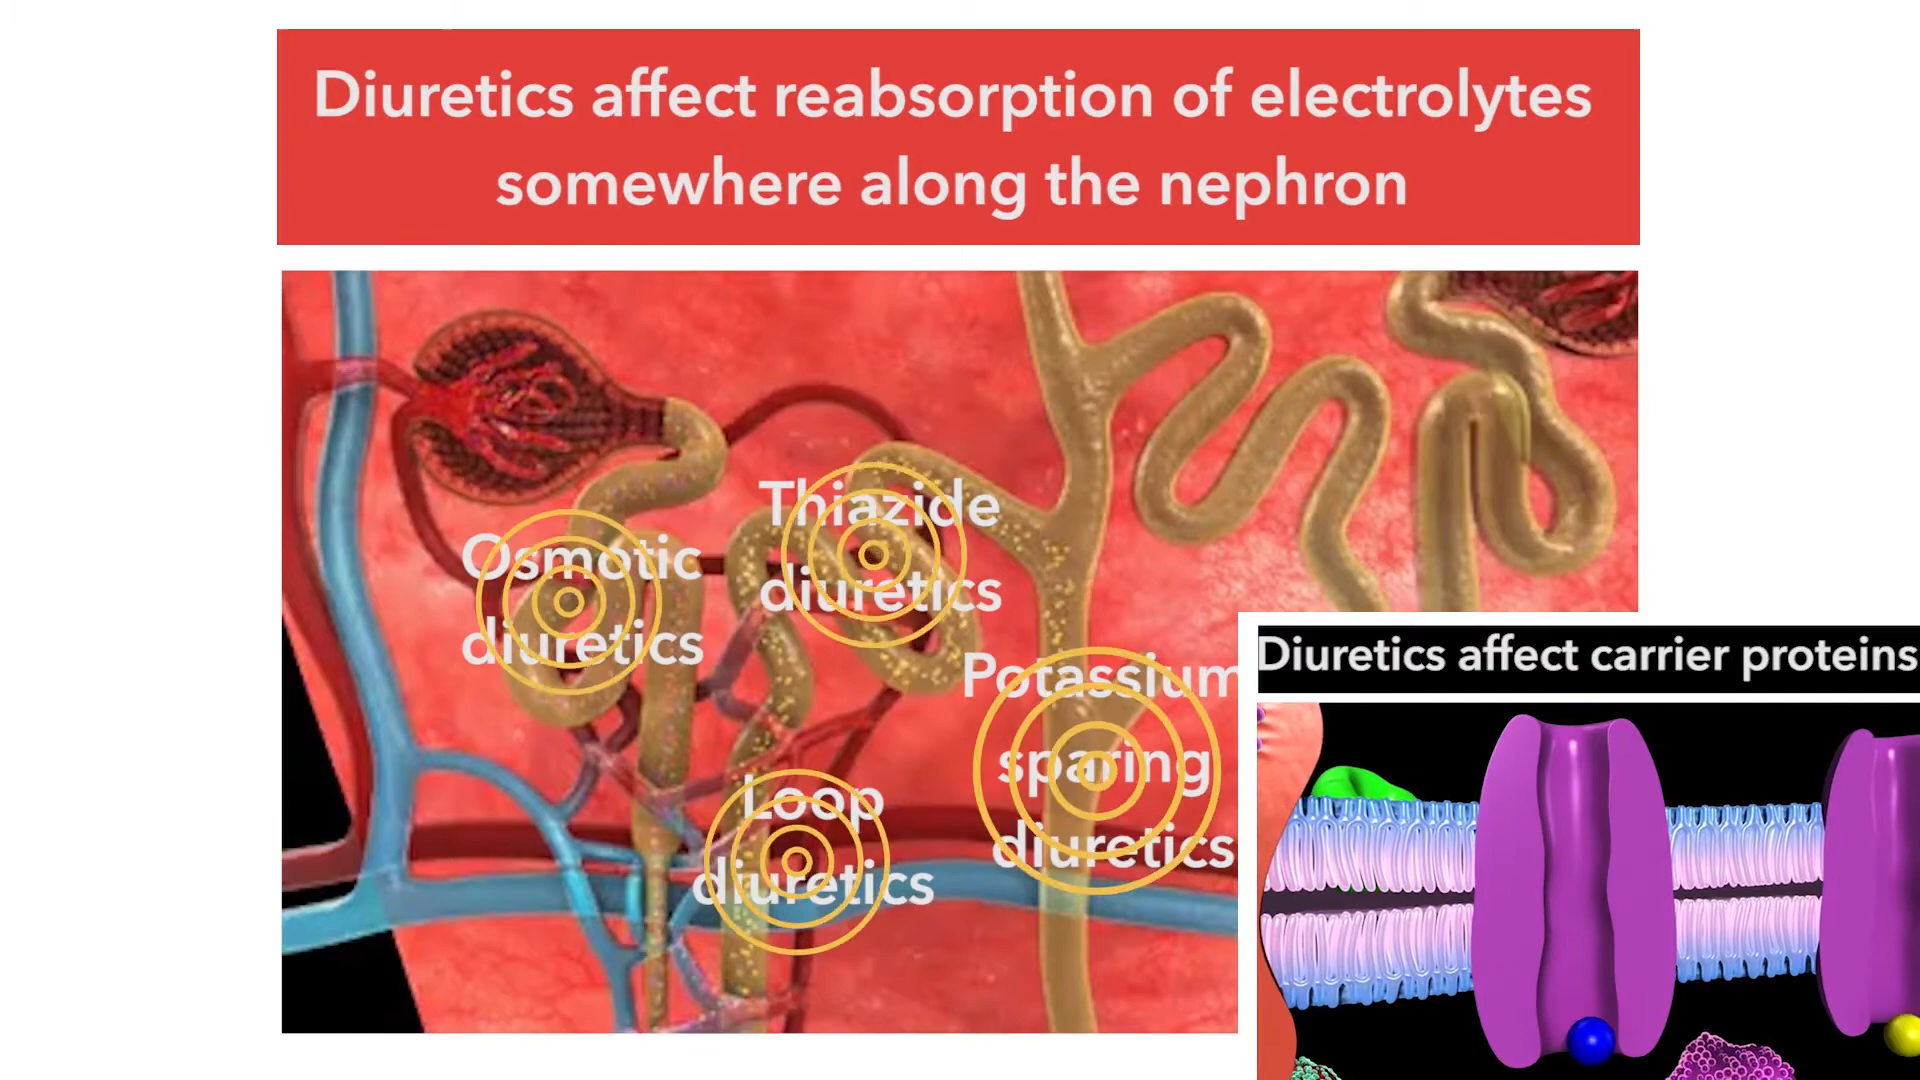 Diuretics affect reabsorption of electrolytes
somewhere along the nephron
Thiazide
diuretics
Osmotic
diuretics
Potassium
sparing
diuretics
Loop
diuretics
Diuretics affect carrier proteins